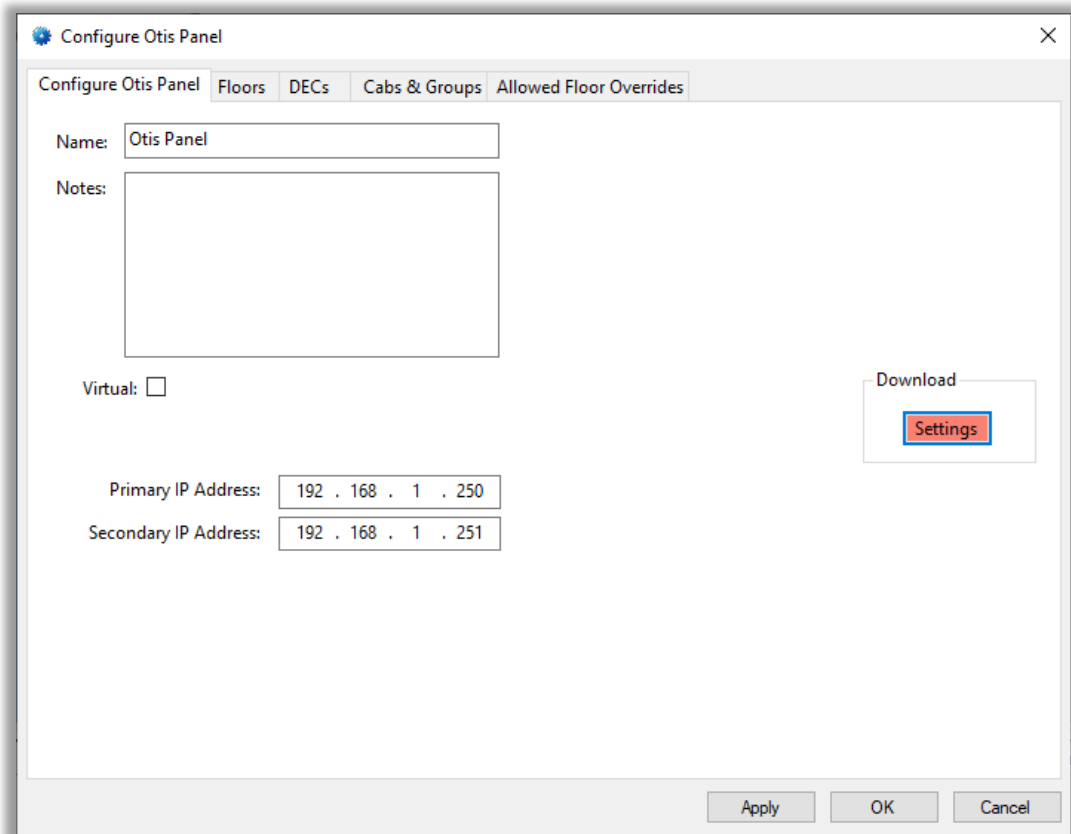 Configure Otis Panel
Configure Otis Panel Floors DECs Cabs & Groups Allowed Floor Overrides
Name: Otis Panel
Notes:
Virtual:
Download
Settings
Primary IP Address: 192 . 168 . 1 . 250
Secondary IP Address: 192 . 168 . 1 . 251
Apply OK Cancel